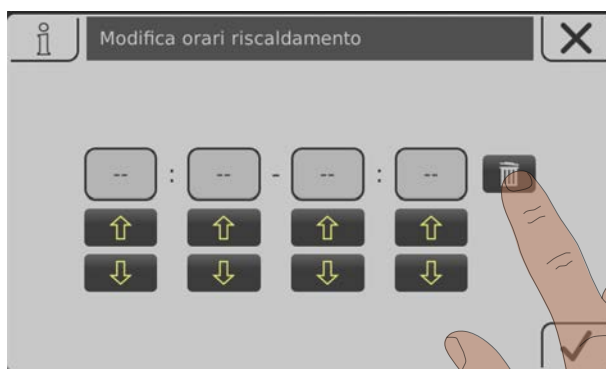 Modifica orari riscaldamento
-- : -- - -- : --